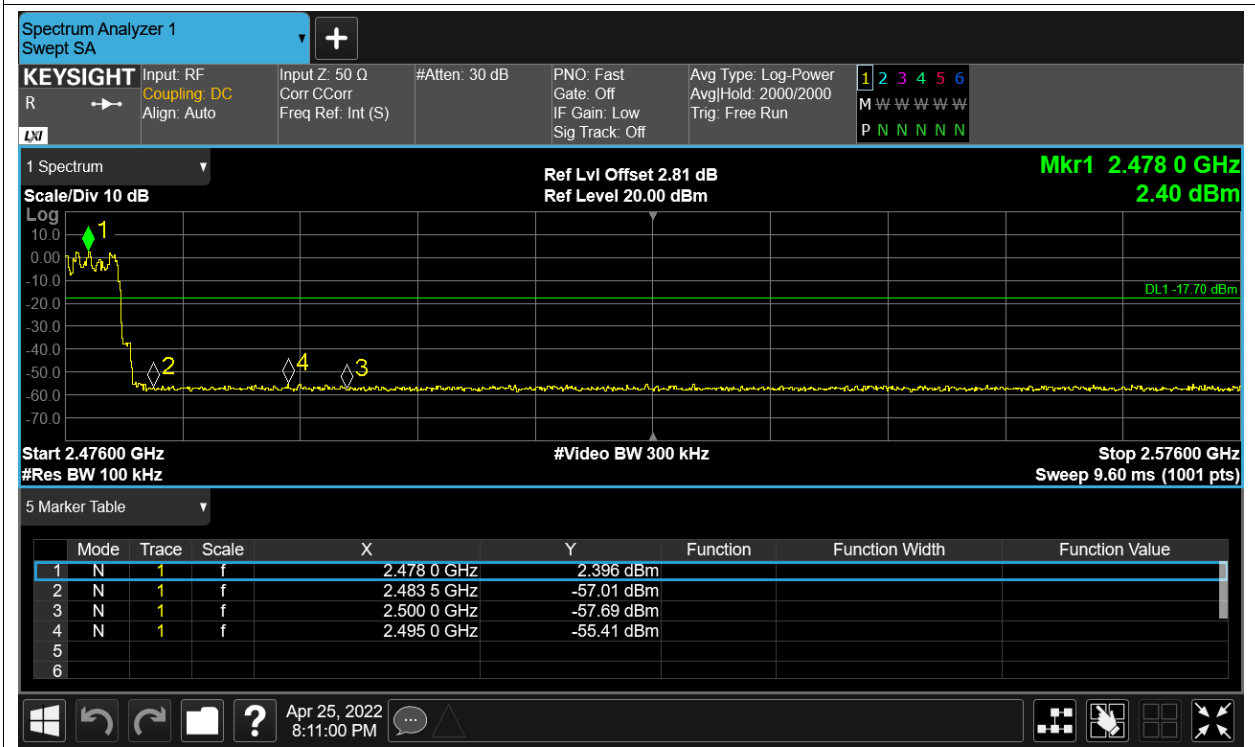 Spectrum Analyzer 1
Swept SA
KEYSIGHT Input: RF Input Z: 50 Ω #Atten: 30 dB PNO: Fast Avg Type: Log-Power 1 2 3 4 5 6
R Coupling: DC Corr CCorr Gate: Off Avg|Hold: 2000/2000 M W W W W W
Align: Auto Freq Ref: Int (S) IF Gain: Low Trig: Free Run
LXI Sig Track: Off P N N N N N
1 Spectrum Ref Lvl Offset 2.81 dB Mkr1 2.478 0 GHz
Scale/Div 10 dB Ref Level 20.00 dBm 2.40 dBm
Log
10.0 1
0.00
-10.0
DL1 -17.70 dBm
-20.0
-30.0
-40.0
-50.0 2 4 3
-60.0
-70.0
Start 2.47600 GHz #Video BW 300 kHz Stop 2.57600 GHz
#Res BW 100 kHz Sweep 9.60 ms (1001 pts)
5 Marker Table
Mode Trace Scale X Y Function Function Width Function Value
1 N 1 f 2.478 0 GHz 2.396 dBm
2 N 1 f 2.483 5 GHz -57.01 dBm
3 N 1 f 2.500 0 GHz -57.69 dBm
4 N 1 f 2.495 0 GHz -55.41 dBm
5
6
? Apr 25, 2022
8:11:00 PM